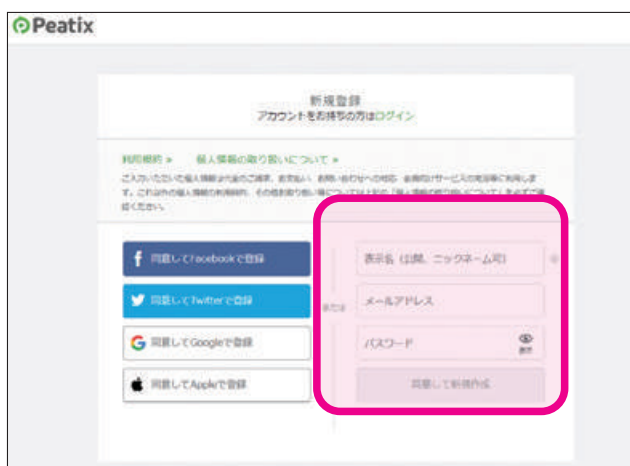 Peatix
新規登録
アカウントをお持ちの方はログイン
利用規約 » 個人情報の取り扱いについて »
同意してFacebookで登録
同意してTwitterで登録
同意してGoogleで登録
同意してAppleで登録
または
表示名 (公開、ニックネーム可)
メールアドレス
パスワード
表示
同意して新規作成